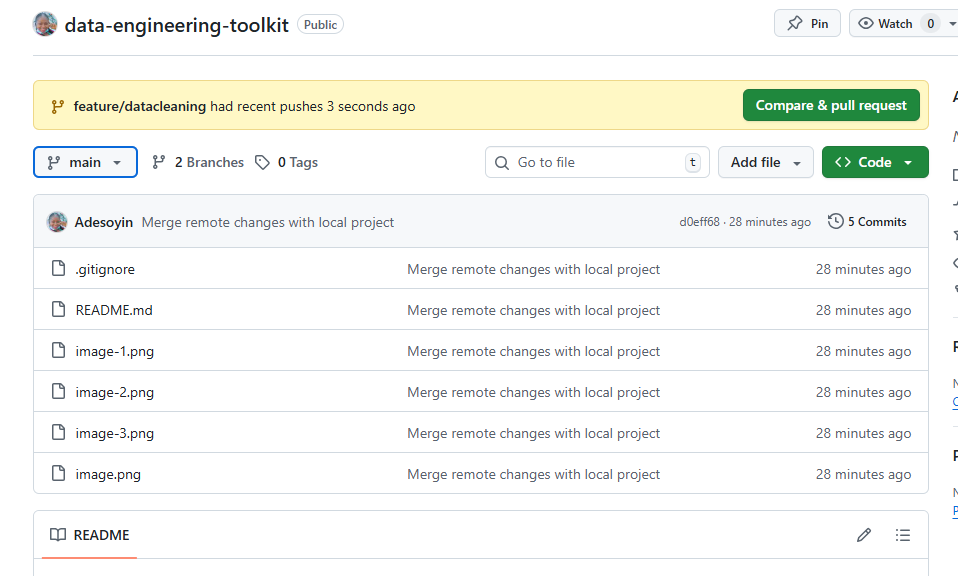 data-engineering-toolkit Public Pin Watch 0
feature/datacleaning had recent pushes 3 seconds ago Compare & pull request
main 2 Branches 0 Tags Go to file t Add file Code
Adesoyin Merge remote changes with local project d0eff68 · 28 minutes ago 5 Commits
.gitignore Merge remote changes with local project 28 minutes ago
README.md Merge remote changes with local project 28 minutes ago
image-1.png Merge remote changes with local project 28 minutes ago
image-2.png Merge remote changes with local project 28 minutes ago
image-3.png Merge remote changes with local project 28 minutes ago
image.png Merge remote changes with local project 28 minutes ago
README